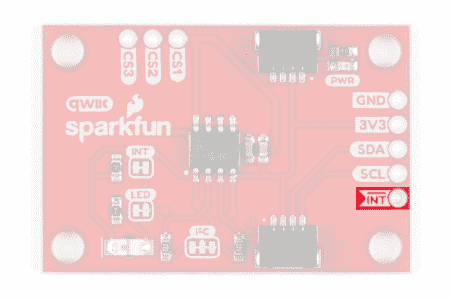 CS3 CS2 CS1
PWR
GND
qwiic
3V3
sparkfun
SDA
INT
SCL
LED
INT
I²C